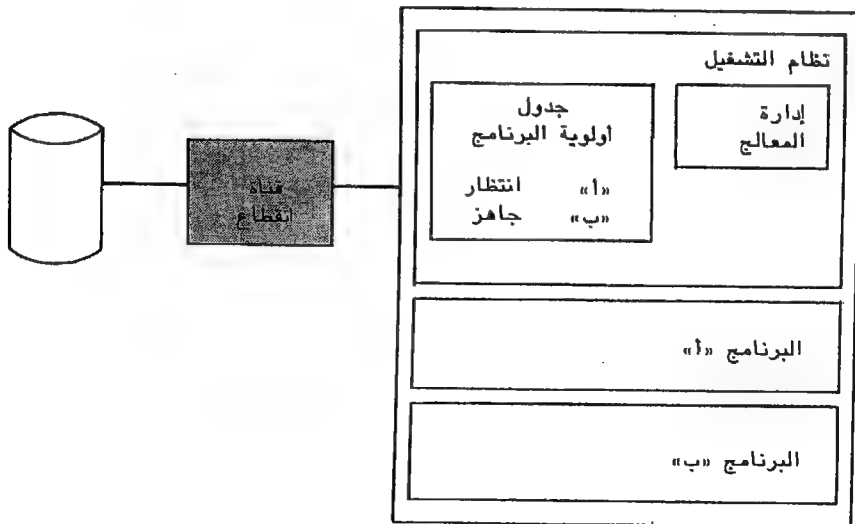 نظام التشغيل
إدارة
المعالج
جدول
أولوية البرنامج
«أ» انتظار
«ب» جاهز
قناة
انقطاع
البرنامج «أ»
البرنامج «ب»